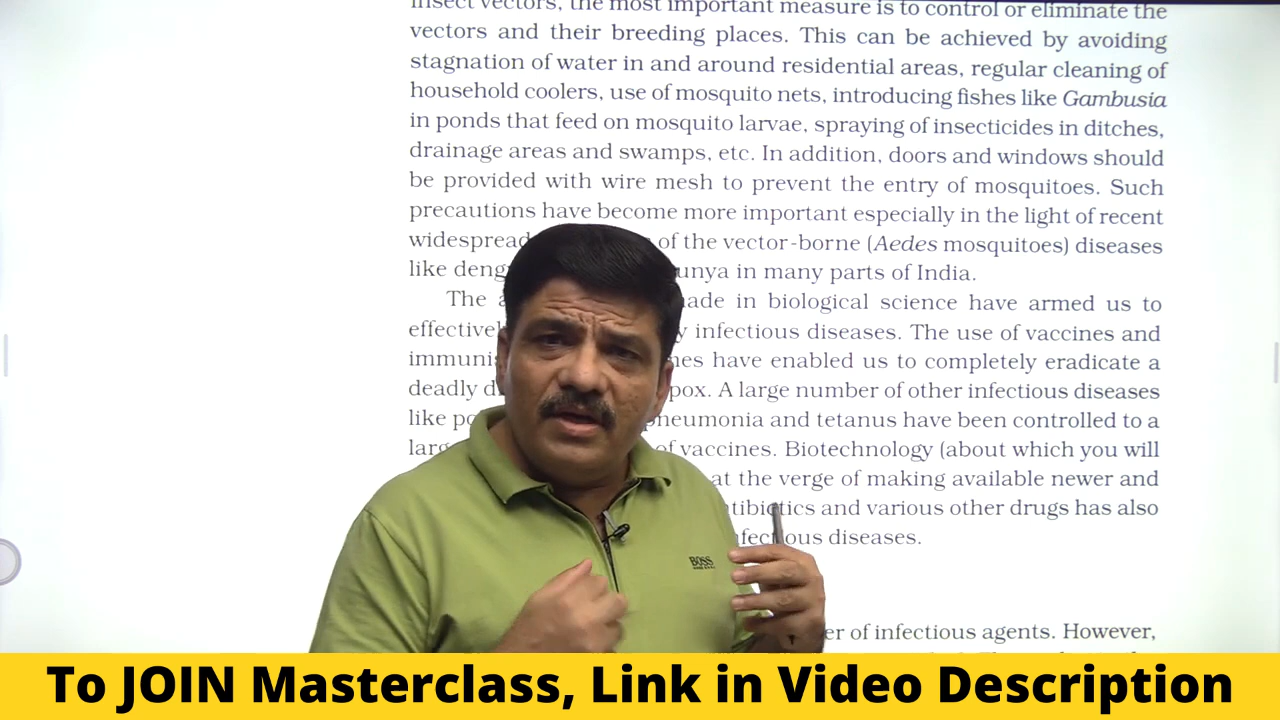 insect vectors, the most important measure is to control or eliminate the
vectors and their breeding places. This can be achieved by avoiding
stagnation of water in and around residential areas, regular cleaning of
household coolers, use of mosquito nets, introducing fishes like Gambusia
in ponds that feed on mosquito larvae, spraying of insecticides in ditches,
drainage areas and swamps, etc. In addition, doors and windows should
be provided with wire mesh to prevent the entry of mosquitoes. Such
precautions have become more important especially in the light of recent
widespread of the vector-borne (Aedes mosquitoes) diseases
like deng unya in many parts of India.
The a ade in biological science have armed us to
effectivel y infectious diseases. The use of vaccines and
immuni nes have enabled us to completely eradicate a
deadly d pox. A large number of other infectious diseases
like po pneumonia and tetanus have been controlled to a
larg of vaccines. Biotechnology (about which you will
at the verge of making available newer and
tibiotics and various other drugs has also
infectious diseases.
BOSS
er of infectious agents. However,
To JOIN Masterclass, Link in Video Description